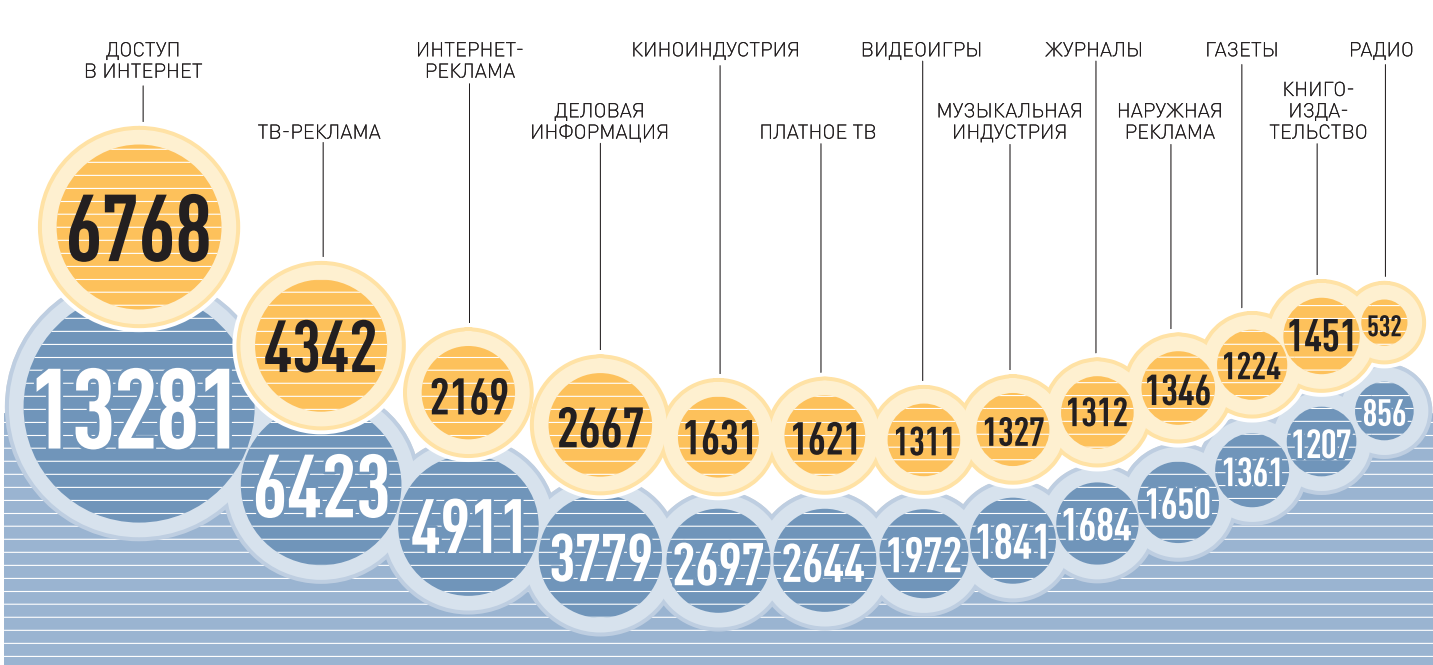 ДОСТУП
В ИНТЕРНЕТ
ТВ-РЕКЛАМА
ИНТЕРНЕТ-
РЕКЛАМА
ДЕЛОВАЯ
ИНФОРМАЦИЯ
КИНОИНДУСТРИЯ
ПЛАТНОЕ ТВ
ВИДЕОИГРЫ
МУЗЫКАЛЬНАЯ
ИНДУСТРИЯ
ЖУРНАЛЫ
НАРУЖНАЯ
РЕКЛАМА
ГАЗЕТЫ
КНИГО-
ИЗДА-
ТЕЛЬСТВО
РАДИО
6768
4342
2169
2667
1631
1621
1311
1327
1312
1346
1224
1451
532
13281
6423
4911
3779
2697
2644
1972
1841
1684
1650
1361
1207
856